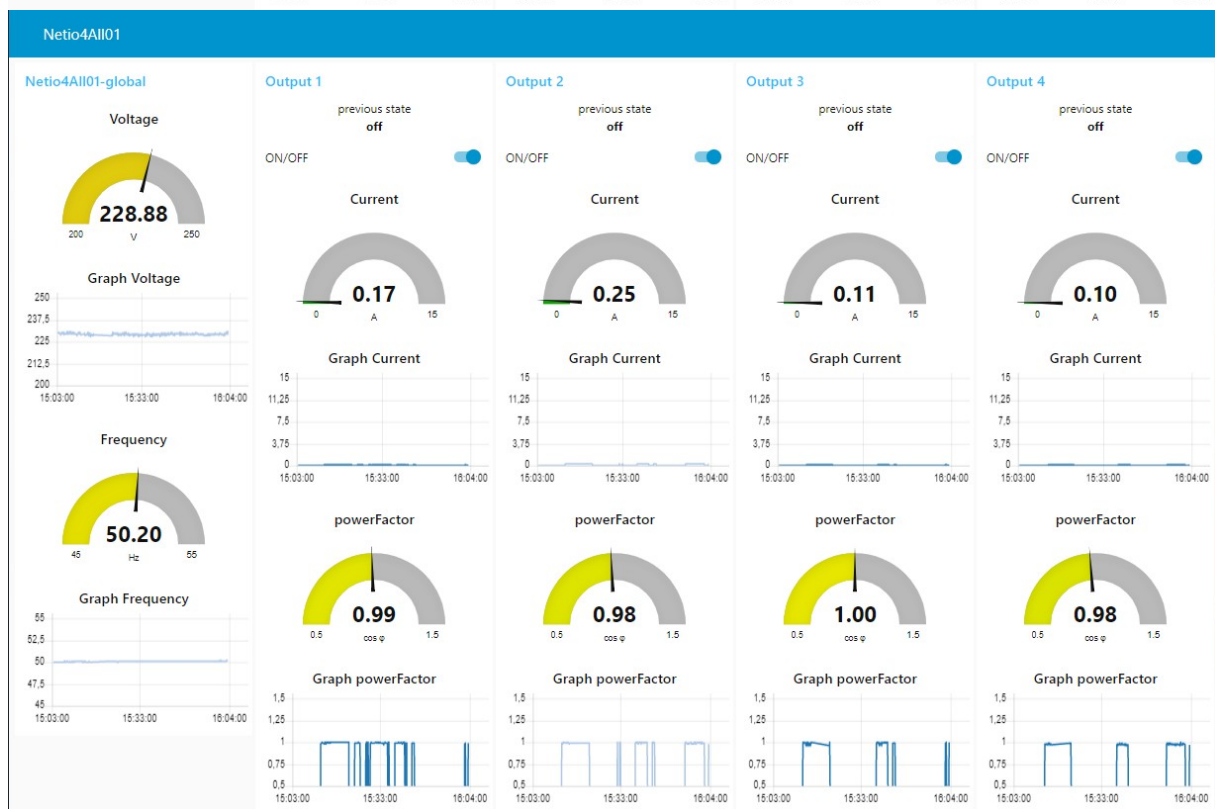 Netio4All01
Netio4All01-global
Voltage
228.88
200 V 250
Graph Voltage
250
237,5
225
212,5
200
15:03:00 15:33:00 16:04:00
Frequency
50.20
45 Hz 55
Graph Frequency
55
52,5
50
47,5
45
15:03:00 15:33:00 16:04:00
Output 1
previous state
off
ON/OFF
Current
0.17
0 A 15
Graph Current
15
11,25
7,5
3,75
0
15:03:00 15:33:00 16:04:00
powerFactor
0.99
0.5 cos φ 1.5
Graph powerFactor
1,5
1,25
1
0,75
0,5
15:03:00 15:33:00 16:04:00
Output 2
previous state
off
ON/OFF
Current
0.25
0 A 15
Graph Current
15
11,25
7,5
3,75
0
15:03:00 15:33:00 16:04:00
powerFactor
0.98
0.5 cos φ 1.5
Graph powerFactor
1,5
1,25
1
0,75
0,5
15:03:00 15:33:00 16:04:00
Output 3
previous state
off
ON/OFF
Current
0.11
0 A 15
Graph Current
15
11,25
7,5
3,75
0
15:03:00 15:33:00 16:04:00
powerFactor
1.00
0.5 cos φ 1.5
Graph powerFactor
1,5
1,25
1
0,75
0,5
15:03:00 15:33:00 16:04:00
Output 4
previous state
off
ON/OFF
Current
0.10
0 A 15
Graph Current
15
11,25
7,5
3,75
0
15:03:00 15:33:00 16:04:00
powerFactor
0.98
0.5 cos φ 1.5
Graph powerFactor
1,5
1,25
1
0,75
0,5
15:03:00 15:33:00 16:04:00